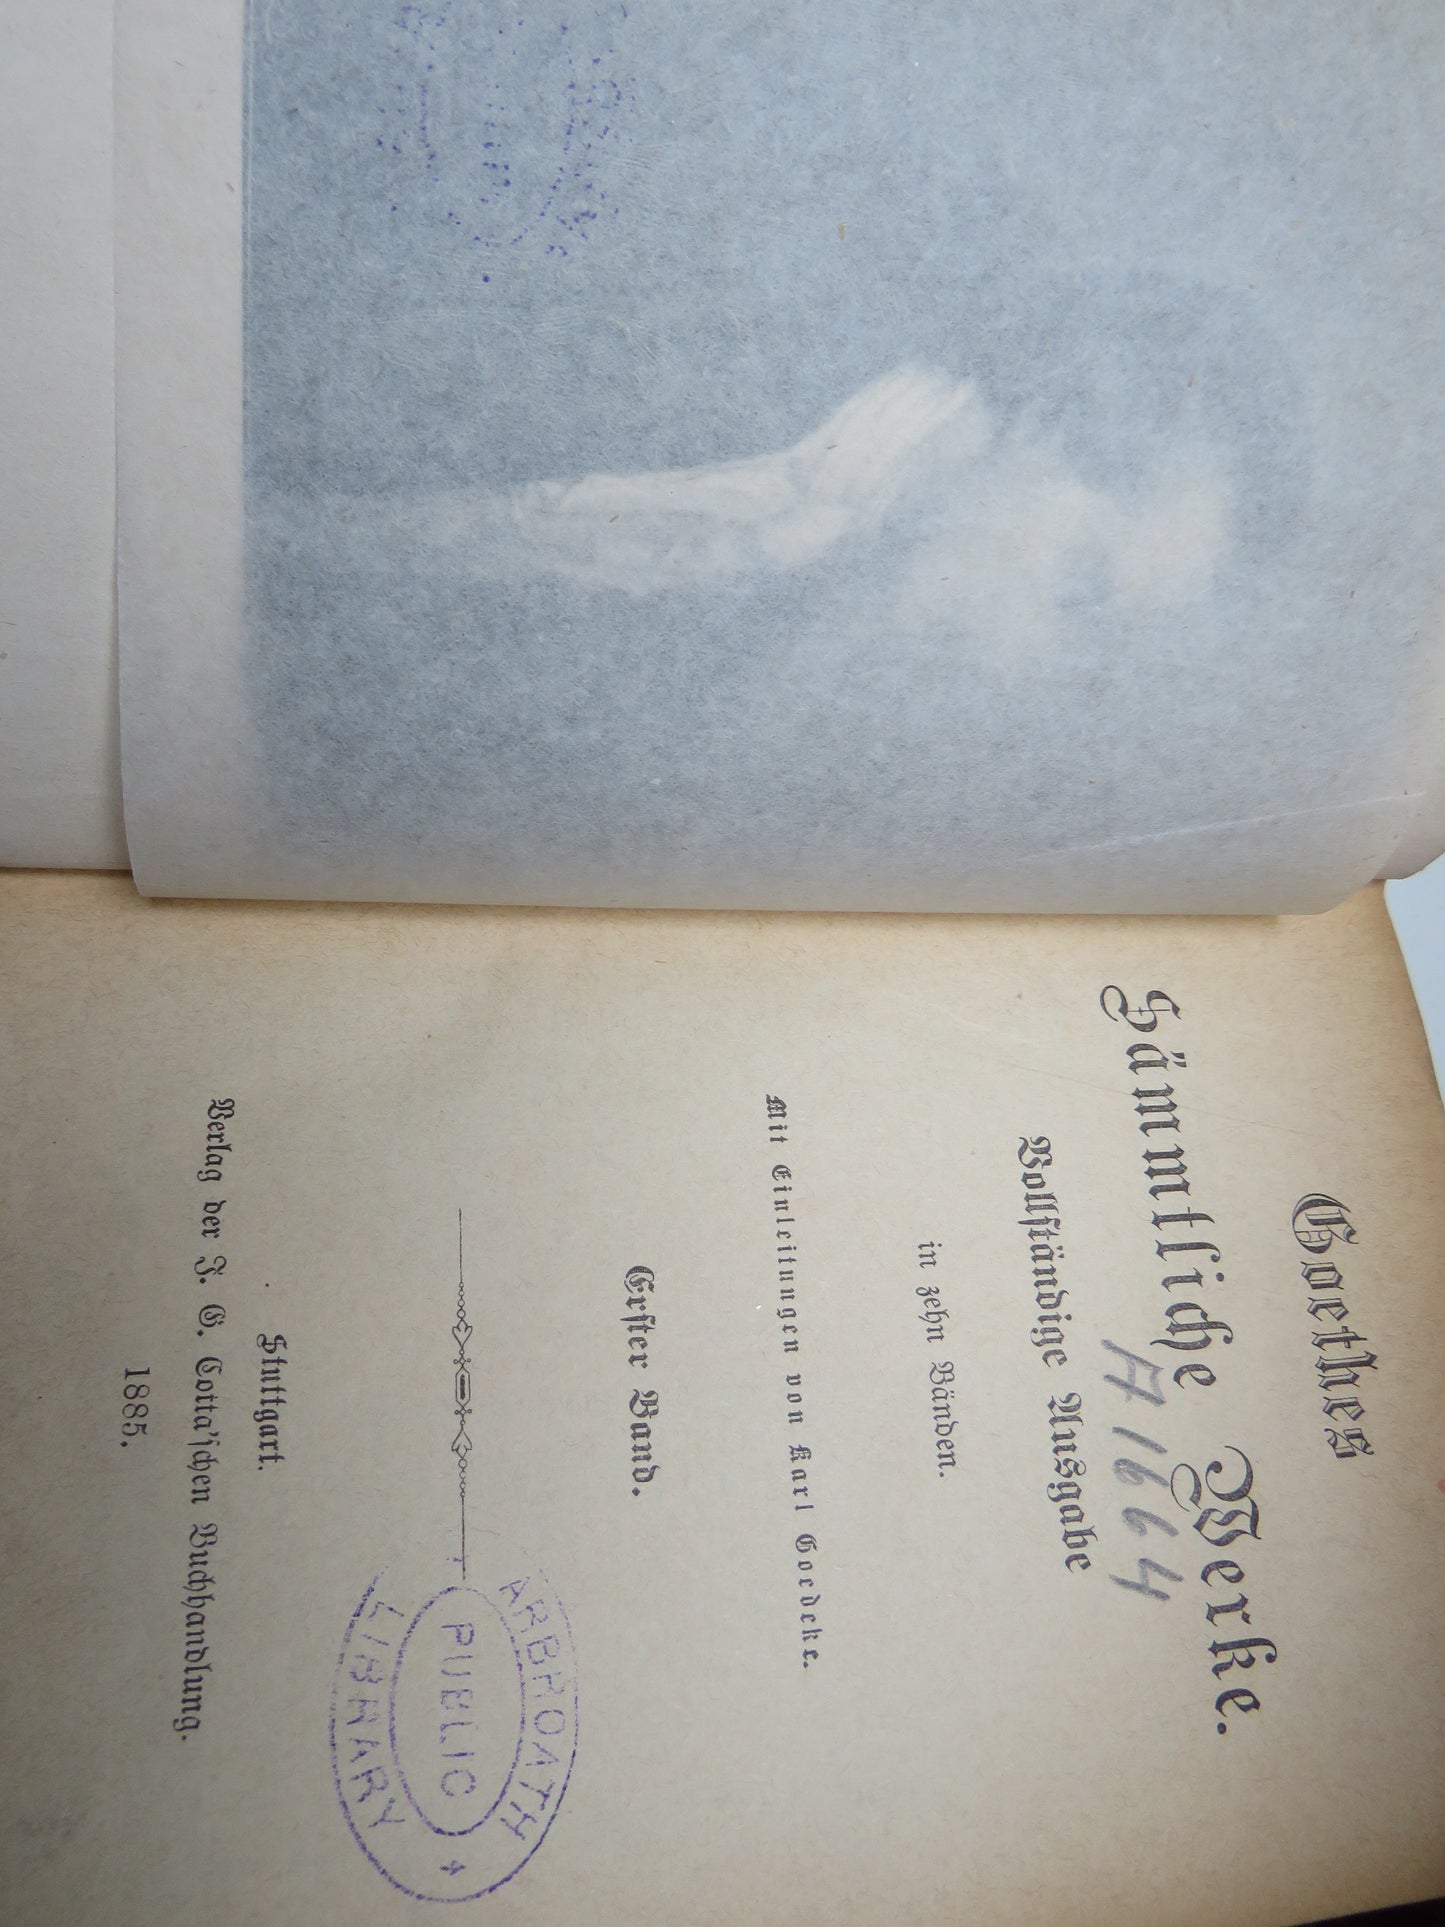 Goethes
Sämmtliche Werke.
A 1664
Vollständige Ausgabe
in zehn Bänden.
Mit Einleitungen von Karl Goedeke.
Erster Band.
ARBROATH
PUBLIC
LIBRARY
Stuttgart.
Verlag der J. G. Cotta'schen Buchhandlung.
1885.